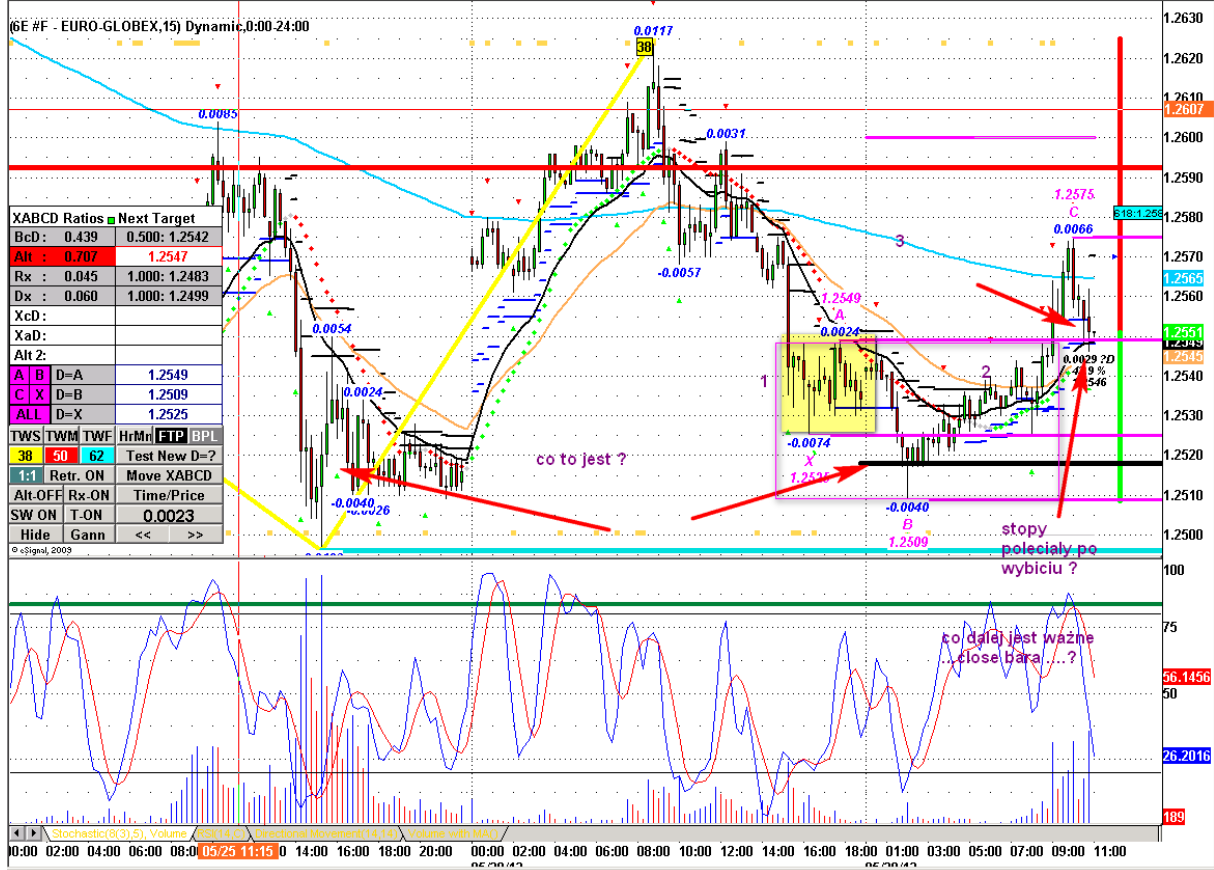 (6E #F - EURO-GLOBEX,15) Dynamic,0:00-24:00
1.2630
1.2620
1.2610
1.2607
1.2600
1.2590
1.2580
1.2570
1.2565
1.2560
1.2551
1.2545
1.2540
1.2530
1.2520
1.2510
1.2500
0.0117
38
0.0085
0.0031
-0.0057
0.0054
0.0024
-0.0040
3
1.2575
C
0.0066
1.2549
A
0.0024
1
2
-0.0074
X
-0.0040
B
1.2509
0.0029 ?D
co to jest ?
stopy
polecialy po
wybiciu ?
co dalej jest ważne
...close bara ....?
XABCD Ratios Next Target
BcD: 0.439 0.500: 1.2542
Alt : 0.707 1.2547
Rx : 0.045 1.000: 1.2483
Dx : 0.060 1.000: 1.2499
XcD:
XaD:
Alt 2:
A B D=A 1.2549
C X D=B 1.2509
ALL D=X 1.2525
TWS TWM TWF HrMn FTP BPL
38 50 62 Test New D=?
1:1 Retr. ON Move XABCD
Alt-OFF Rx-ON Time/Price
SW ON T-ON 0.0023
Hide Gann << >>
© eSignal, 2009
100
75
56.1456
50
26.2016
189
Stochastic(8(3),5), Volume
00:00 02:00 04:00 06:00 08:0 05/25 11:15 0 14:00 16:00 18:00 20:00 00:00 02:00 04:00 06:00 08:00 10:00 12:00 14:00 16:00 18:00 01:00 03:00 05:00 07:00 09:00 11:00